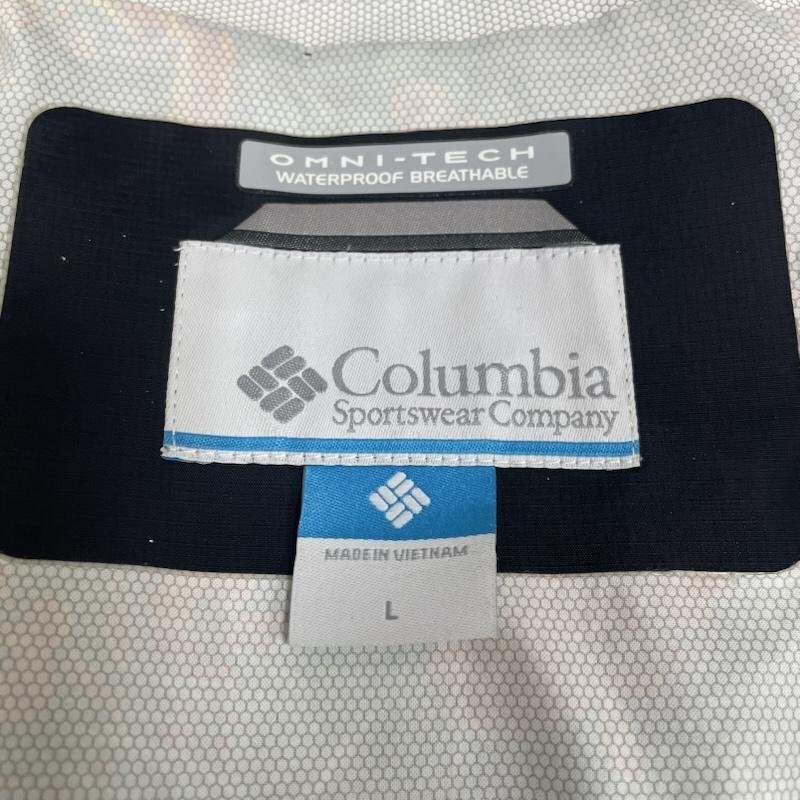 OMNI-TECH
WATERPROOF BREATHABLE
Columbia
Sportswear Company
MADE IN VIETNAM
L